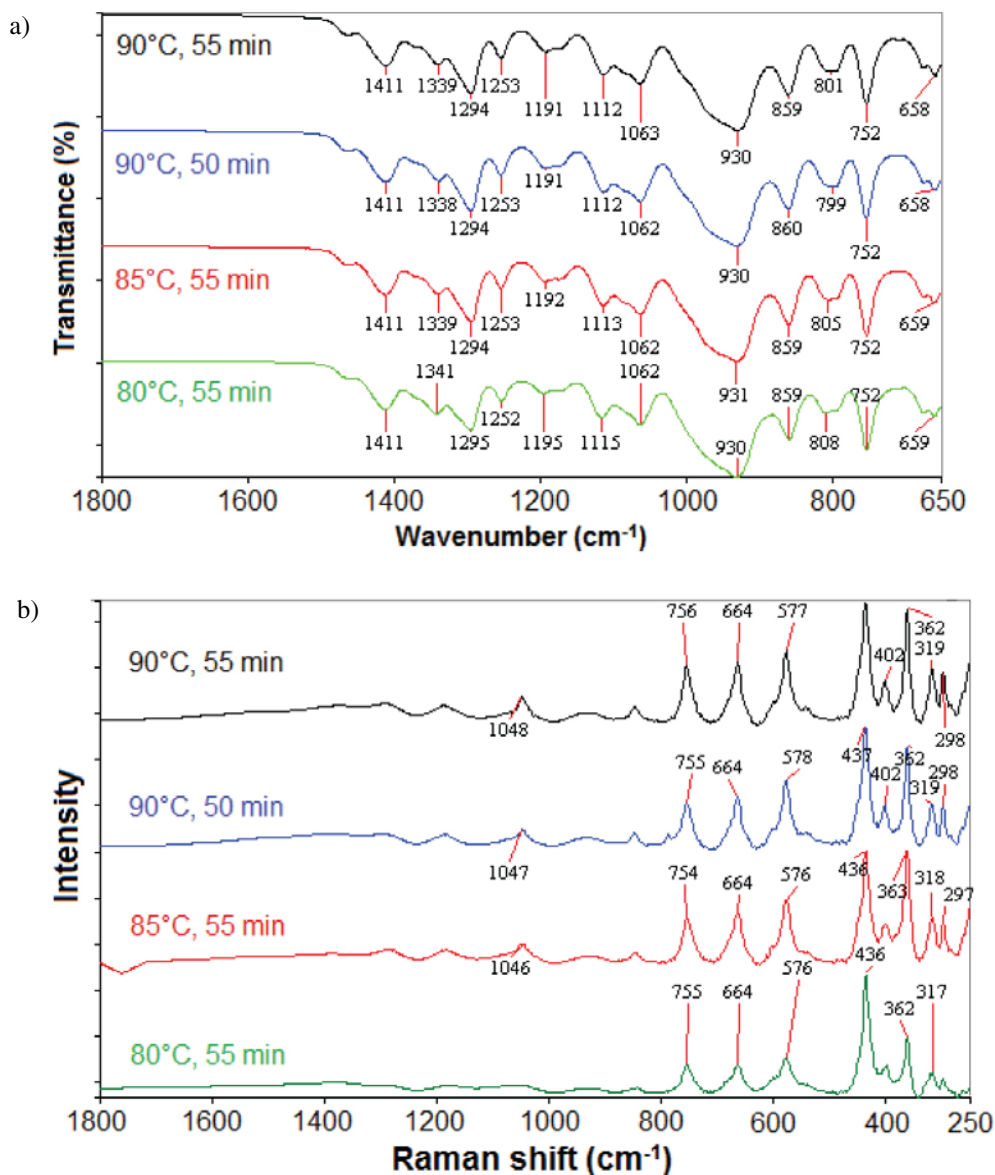 a)
Transmittance (%)
90°C, 55 min
1411 1339 1294 1253 1191 1112 1063 930 859 801 752 658
90°C, 50 min
1411 1338 1294 1253 1191 1112 1062 930 860 799 752 658
85°C, 55 min
1411 1339 1294 1253 1192 1113 1062 931 859 805 752 659
80°C, 55 min
1411 1341 1295 1252 1195 1115 1062 930 859 808 752 659
1800 1600 1400 1200 1000 800 650
Wavenumber (cm⁻¹)
b)
Intensity
90°C, 55 min
1048 756 664 577 402 362 319 298
90°C, 50 min
1047 755 664 578 437 402 362 319 298
85°C, 55 min
1046 754 664 576 436 363 318 297
80°C, 55 min
755 664 576 436 362 317
1800 1600 1400 1200 1000 800 600 400 250
Raman shift (cm⁻¹)